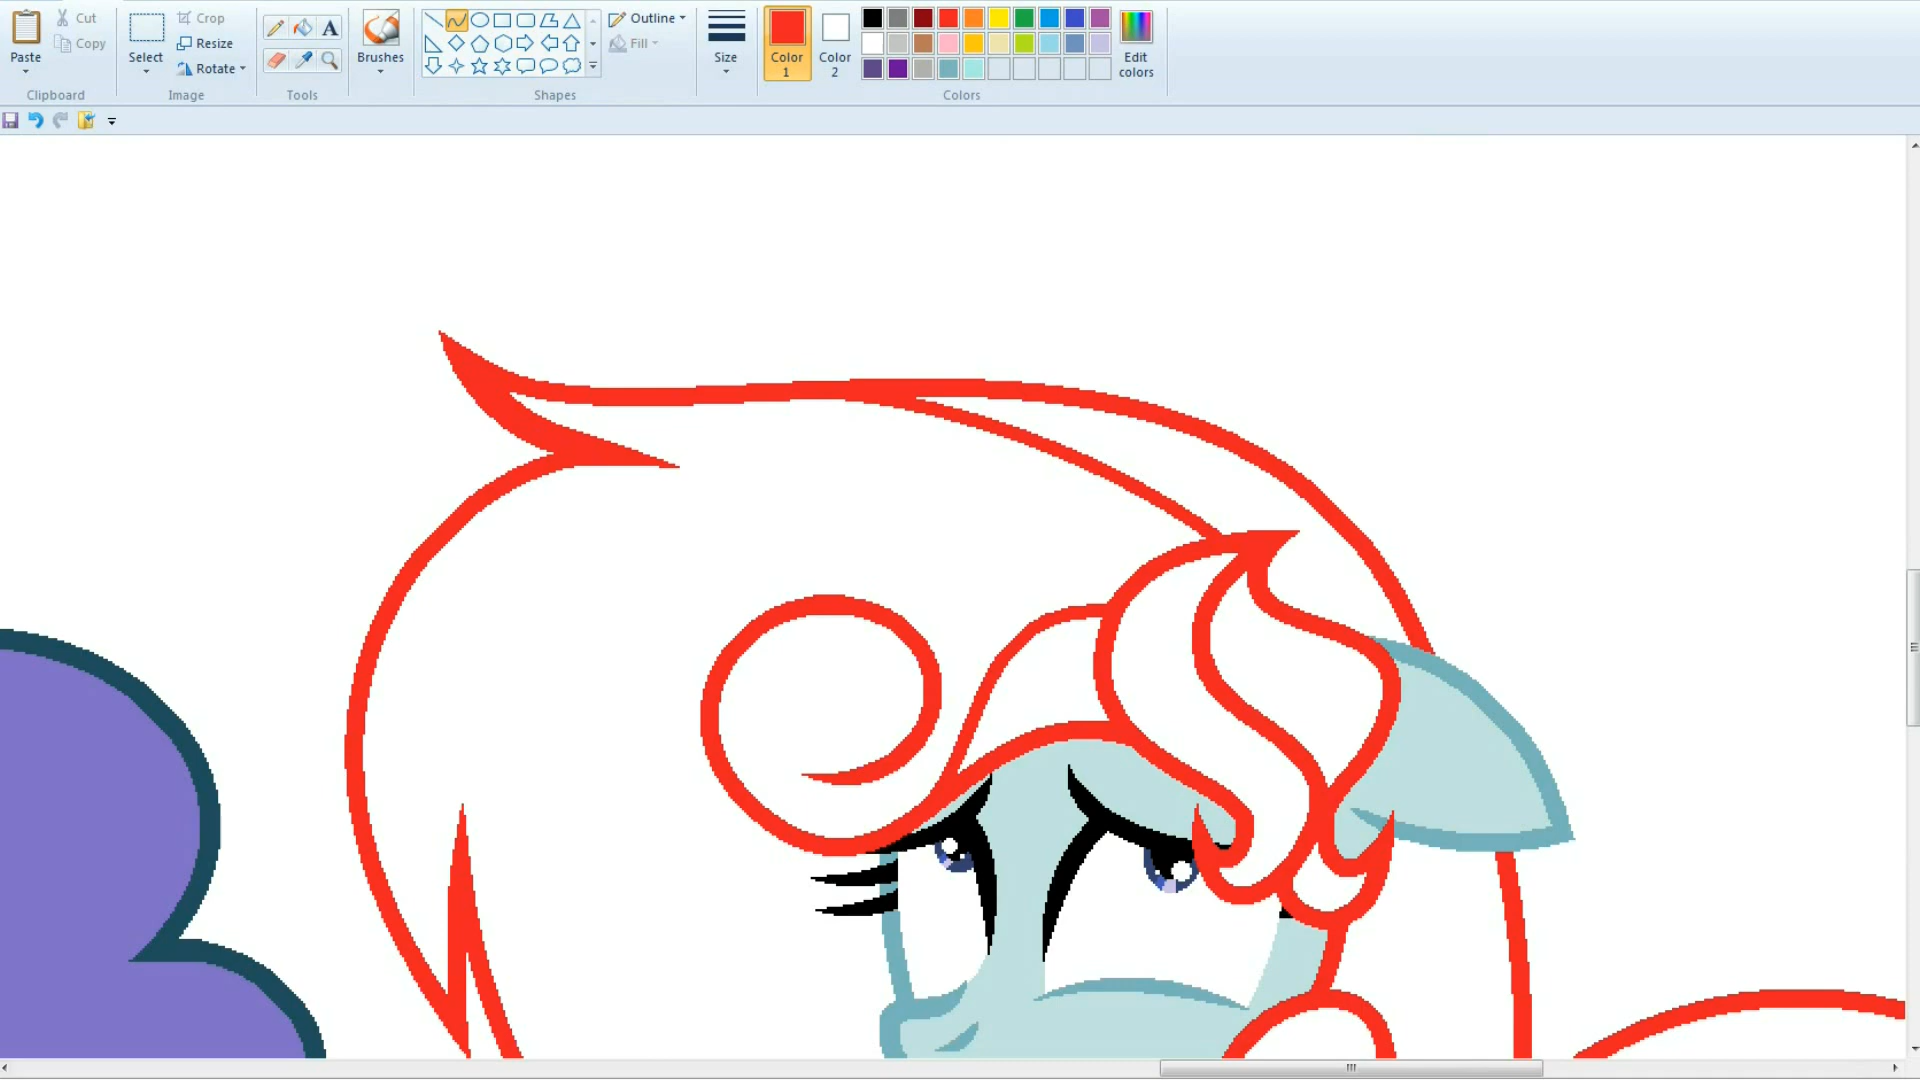 Paste
Cut
Copy
Clipboard
Select
Crop
Resize
Rotate
Image
A
Tools
Brushes
Shapes
Outline
Fill
Size
Color
1
Color
2
Edit
colors
Colors